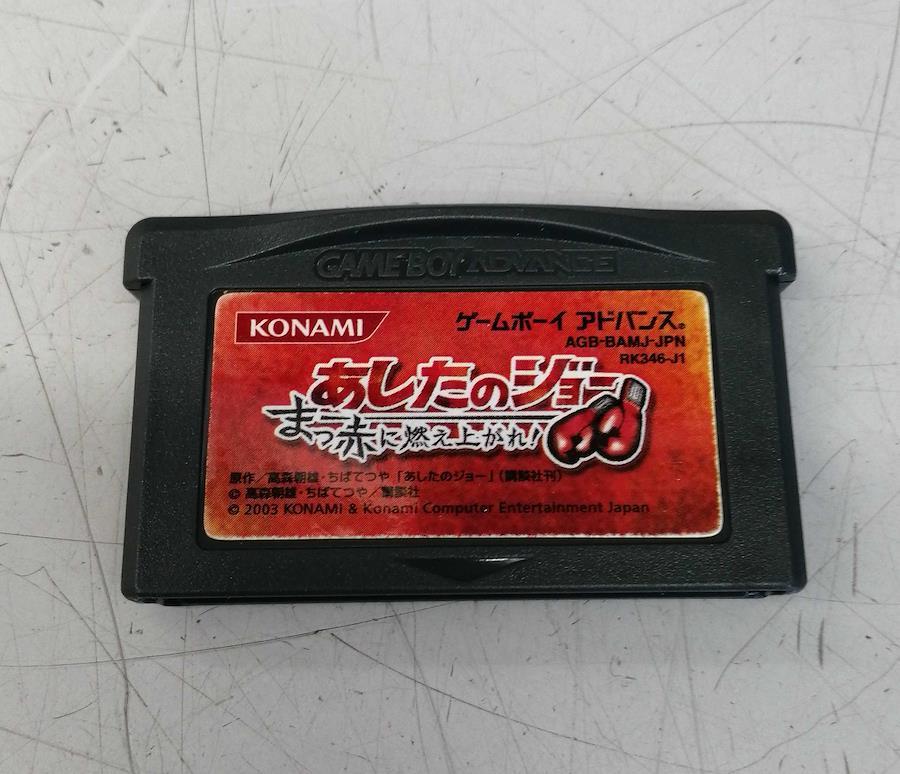 GAME BOY ADVANCE
KONAMI
ゲームボーイ アドバンス®
AGB-BAMJ-JPN
RK346-J1
あしたのジョー
まっ赤に燃え上がれ!
原作/高森朝雄・ちばてつや「あしたのジョー」(講談社刊)
© 高森朝雄・ちばてつや/講談社
© 2003 KONAMI & Konami Computer Entertainment Japan